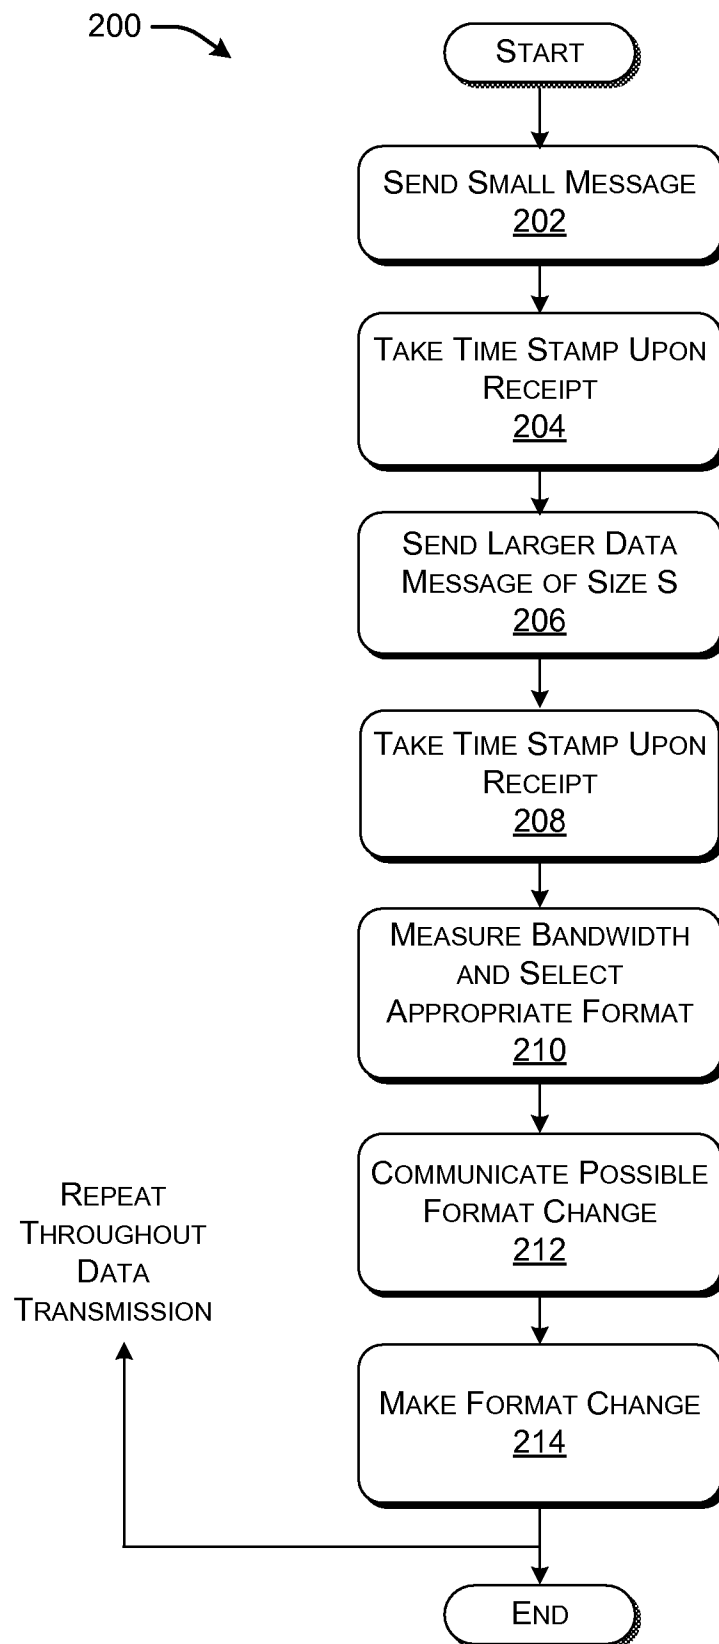 200
START
SEND SMALL MESSAGE
202
TAKE TIME STAMP UPON
RECEIPT
204
SEND LARGER DATA
MESSAGE OF SIZE S
206
TAKE TIME STAMP UPON
RECEIPT
208
MEASURE BANDWIDTH
AND SELECT
APPROPRIATE FORMAT
210
COMMUNICATE POSSIBLE
FORMAT CHANGE
212
MAKE FORMAT CHANGE
214
REPEAT
THROUGHOUT
DATA
TRANSMISSION
END